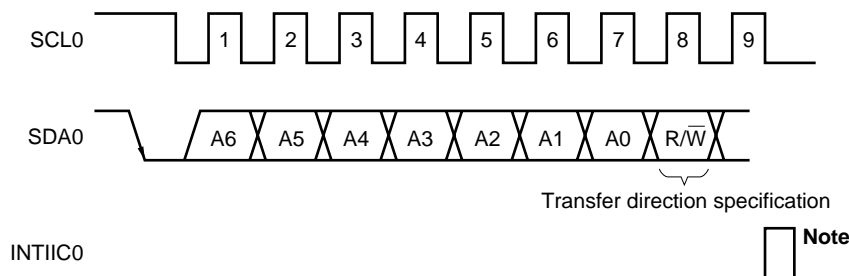 SCL0 1 2 3 4 5 6 7 8 9
SDA0 A6 A5 A4 A3 A2 A1 A0 R/W̅
Transfer direction specification
Note
INTIIC0